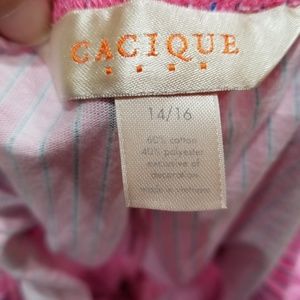 CACIQUE
14/16
60% cotton
40% polyester
exclusive of
decoration
made in vietnam